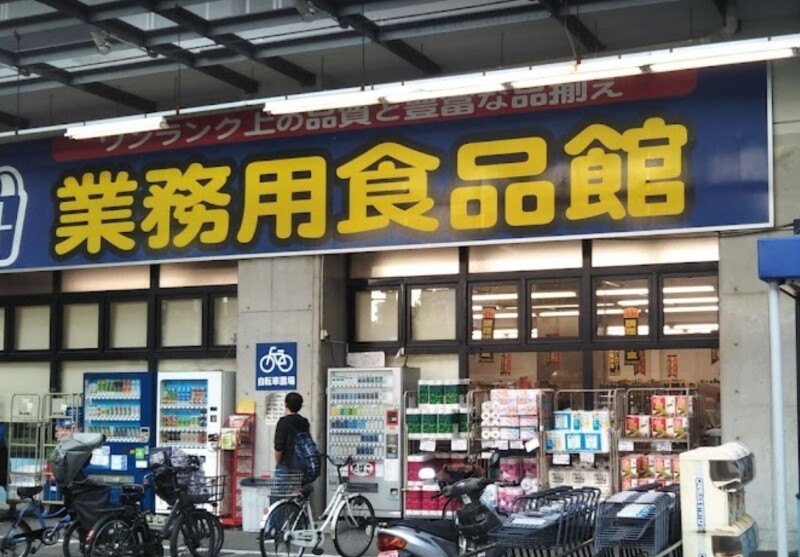 ワンランク上の品質と豊富な品揃え
業務用食品館
自転車置場